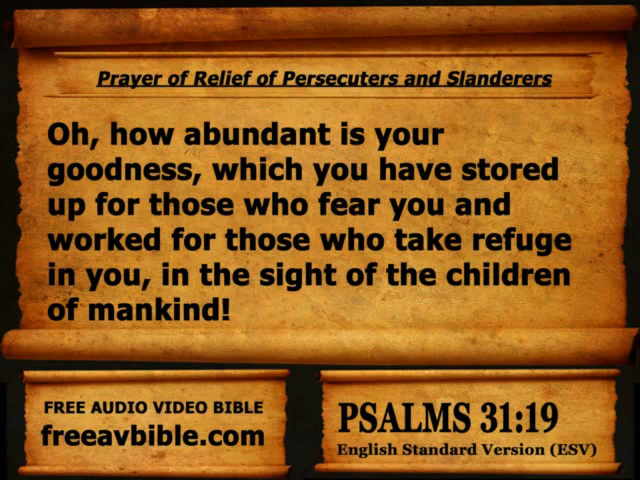 Prayer of Relief of Persecuters and Slanderers
Oh, how abundant is your
goodness, which you have stored
up for those who fear you and
worked for those who take refuge
in you, in the sight of the children
of mankind!
FREE AUDIO VIDEO BIBLE
freeavbible.com
PSALMS 31:19
English Standard Version (ESV)